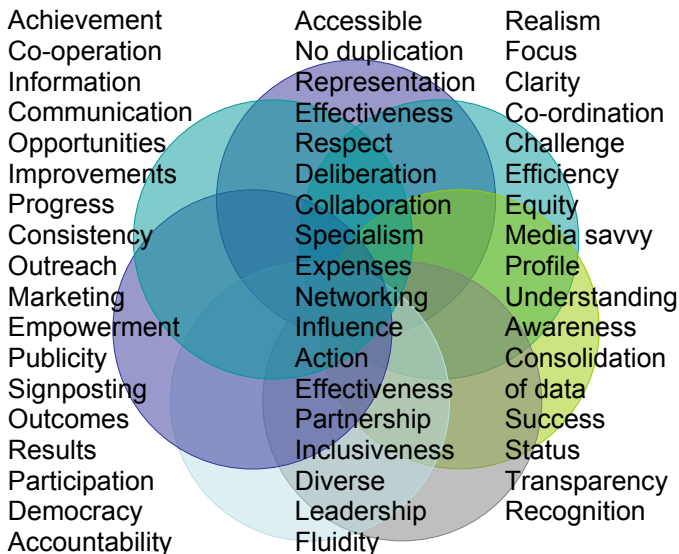 Achievement
Co-operation
Information
Communication
Opportunities
Improvements
Progress
Consistency
Outreach
Marketing
Empowerment
Publicity
Signposting
Outcomes
Results
Participation
Democracy
Accountability
Accessible
No duplication
Representation
Effectiveness
Respect
Deliberation
Collaboration
Specialism
Expenses
Networking
Influence
Action
Effectiveness
Partnership
Inclusiveness
Diverse
Leadership
Fluidity
Realism
Focus
Clarity
Co-ordination
Challenge
Efficiency
Equity
Media savvy
Profile
Understanding
Awareness
Consolidation
of data
Success
Status
Transparency
Recognition